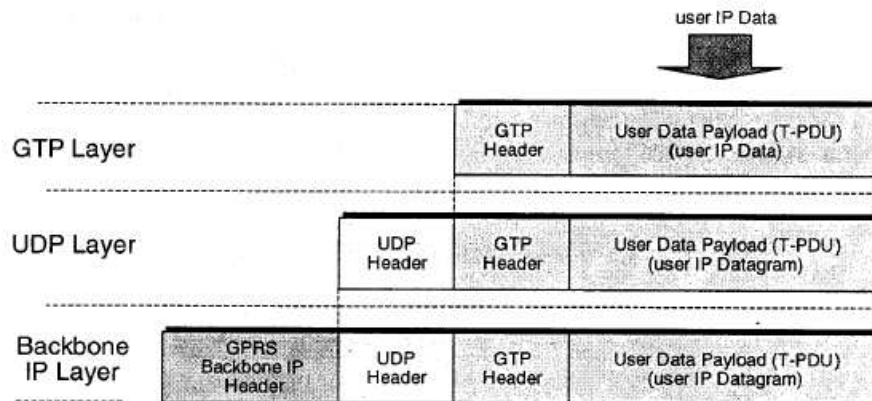 user IP Data
GTP Layer
GTP
Header
User Data Payload (T-PDU)
(user IP Data)
UDP Layer
UDP
Header
GTP
Header
User Data Payload (T-PDU)
(user IP Datagram)
Backbone
IP Layer
GPRS
Backbone IP
Header
UDP
Header
GTP
Header
User Data Payload (T-PDU)
(user IP Datagram)